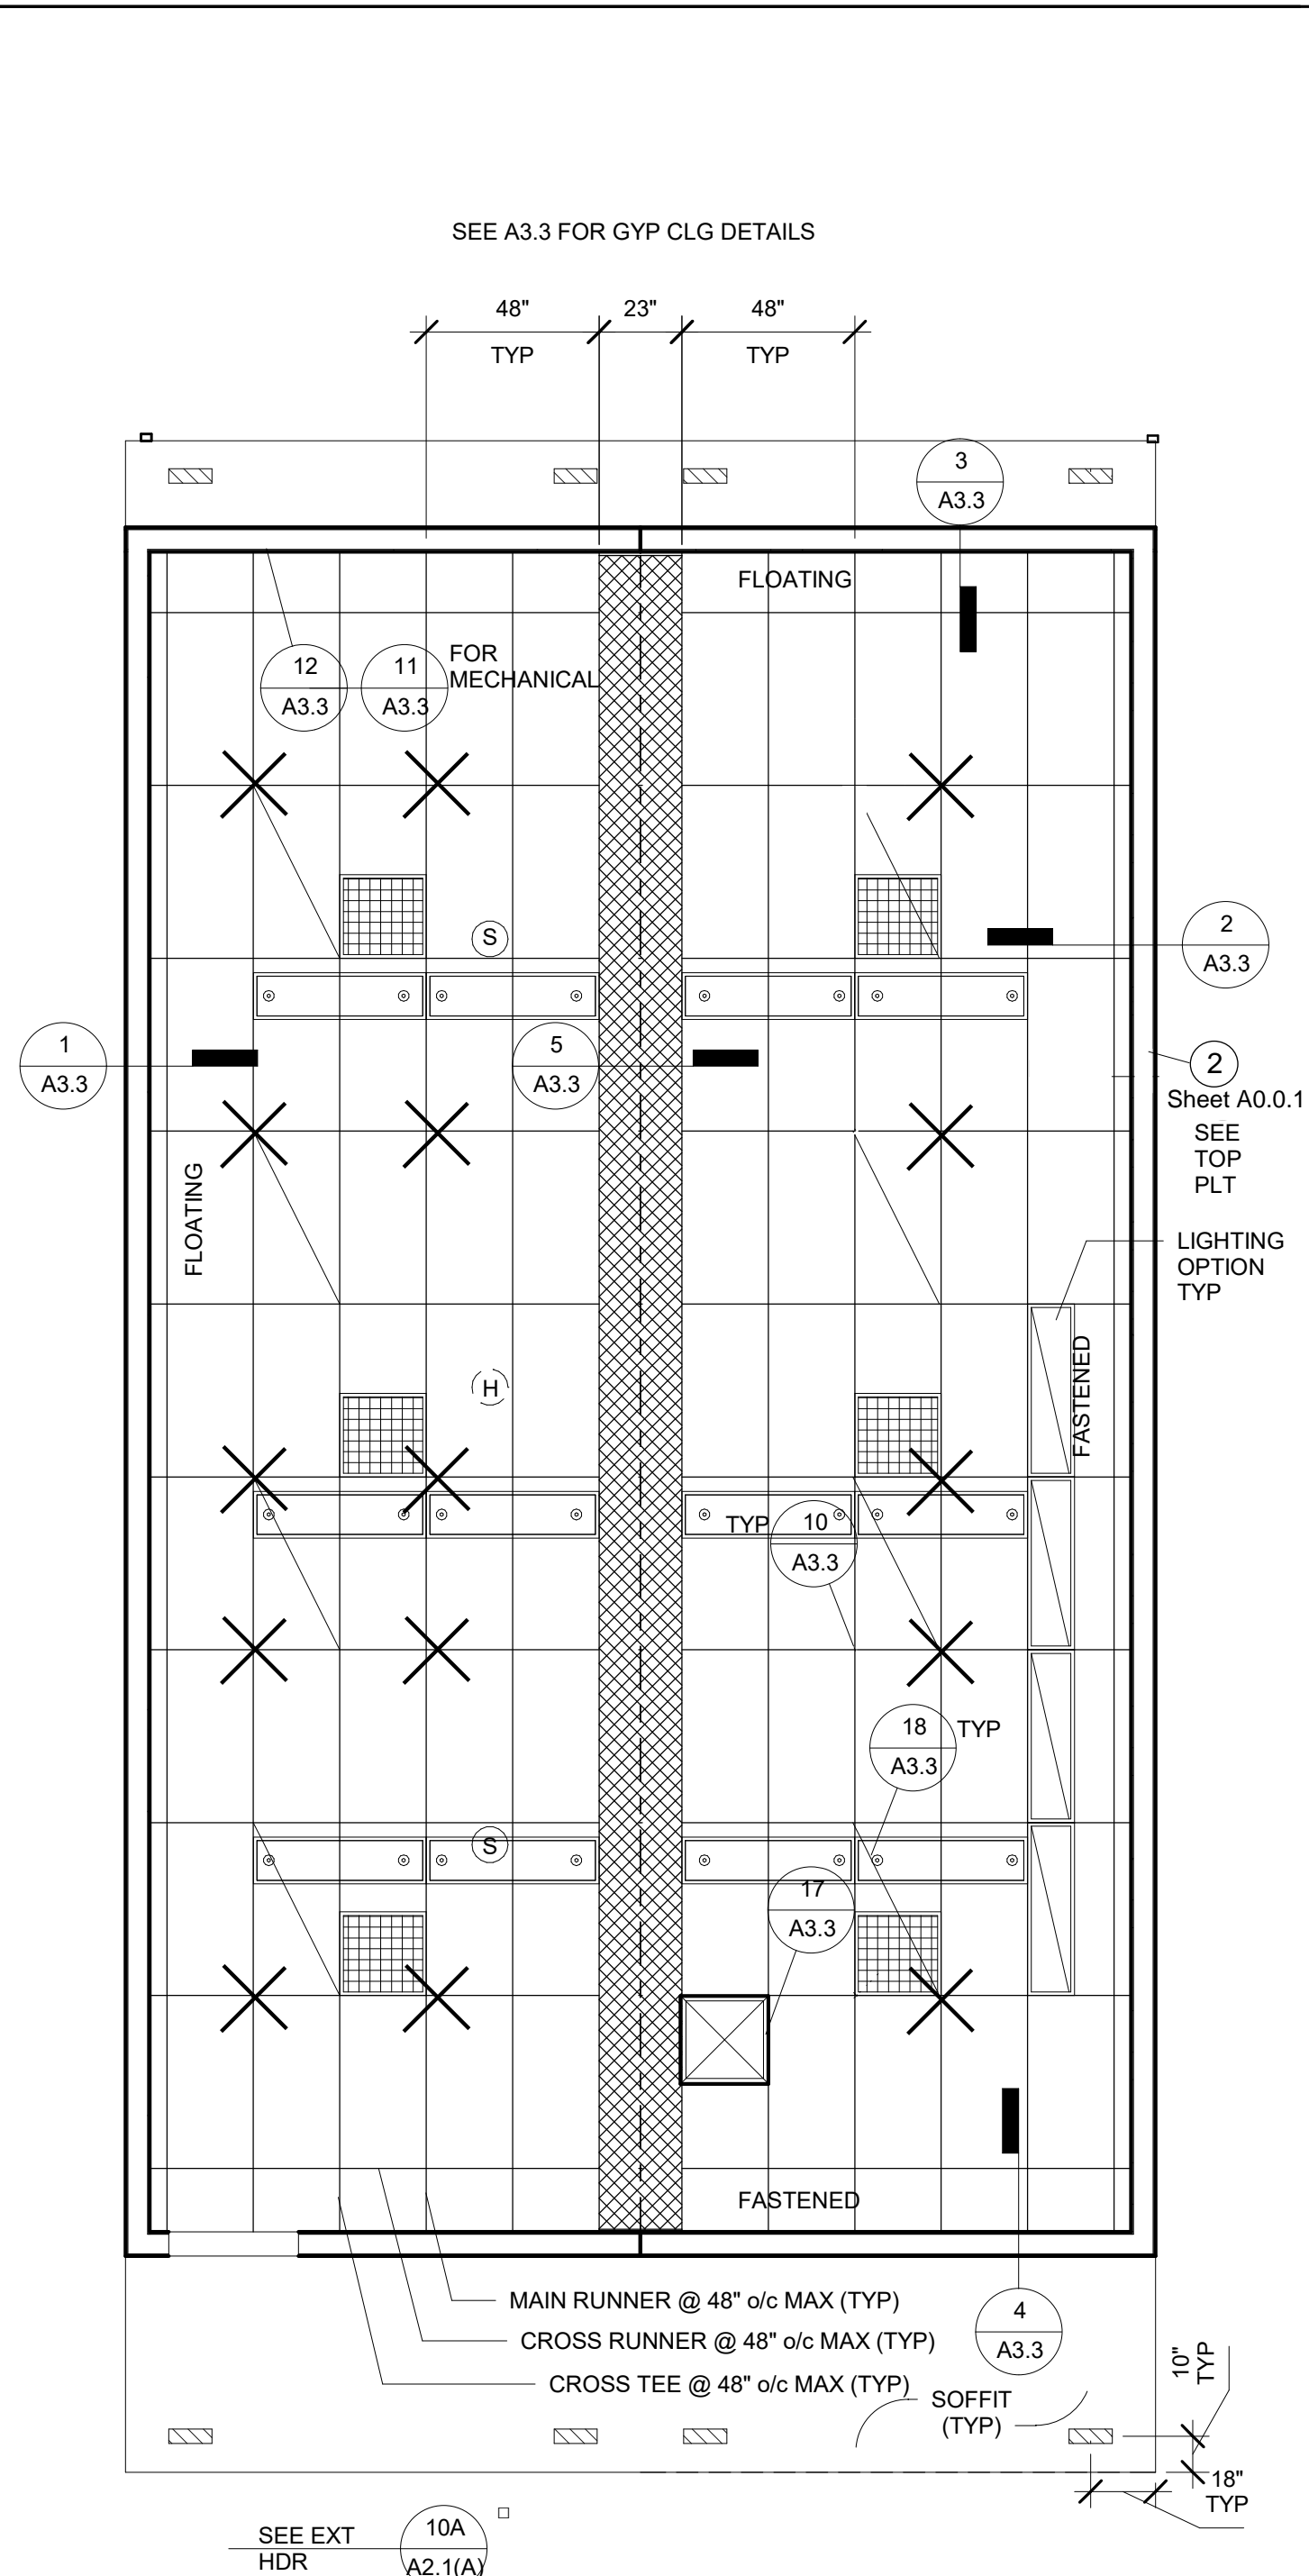 SEE A3.3 FOR GYP CLG DETAILS
48"
23"
48"
TYP
TYP
3
A3.3
FLOATING
12
A3.3
11
A3.3
FOR
MECHANICAL
S
2
A3.3
1
A3.3
5
A3.3
2
Sheet A0.0.1
SEE
TOP
PLT
FLOATING
LIGHTING
OPTION
TYP
FASTENED
H
TYP
10
A3.3
18
A3.3
TYP
S
17
A3.3
FASTENED
MAIN RUNNER @ 48" o/c MAX (TYP)
CROSS RUNNER @ 48" o/c MAX (TYP)
CROSS TEE @ 48" o/c MAX (TYP)
4
A3.3
10"
TYP
SOFFIT
(TYP)
18"
TYP
SEE EXT
HDR
10A
A2.1(A)